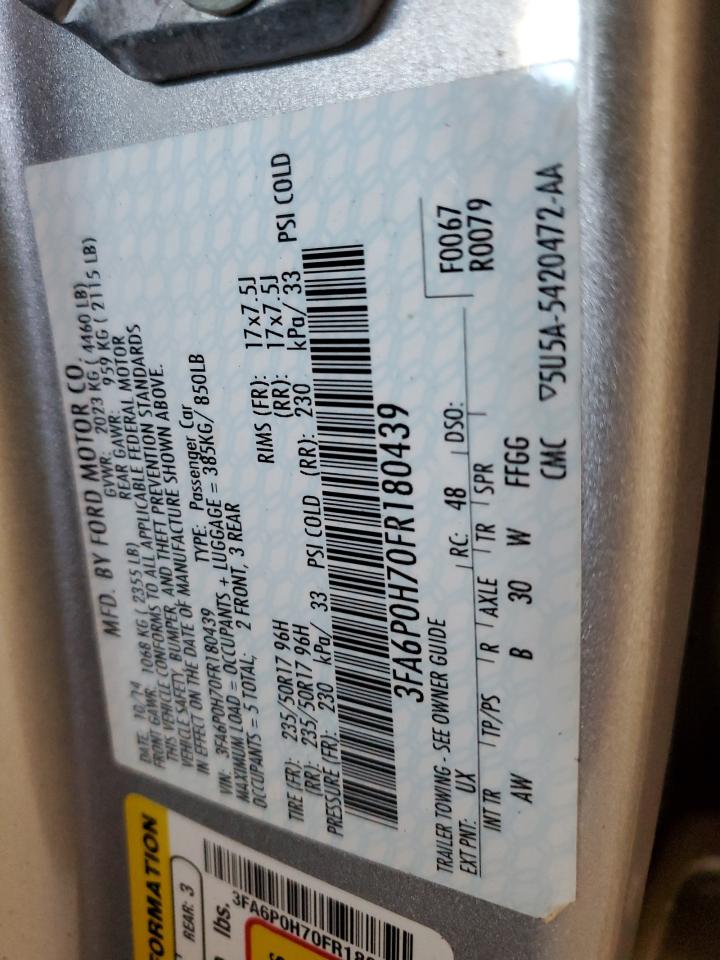 MFD. BY FORD MOTOR CO.
DATE: 10/14 GVWR: 2023 KG ( 4460 LB)
FRONT GAWR: 1068 KG ( 2355 LB) REAR GAWR: 959 KG ( 2115 LB)
THIS VEHICLE CONFORMS TO ALL APPLICABLE FEDERAL MOTOR
VEHICLE SAFETY, BUMPER, AND THEFT PREVENTION STANDARDS
IN EFFECT ON THE DATE OF MANUFACTURE SHOWN ABOVE.
VIN: 3FA6P0H70FR180439 TYPE: Passenger Car
MAXIMUM LOAD = OCCUPANTS + LUGGAGE = 385KG/ 850LB
OCCUPANTS = 5 TOTAL: 2 FRONT, 3 REAR
TIRE (FR): 235/50R17 96H RIMS (FR): 17x7.5J
(RR): 235/50R17 96H (RR): 17x7.5J
PRESSURE (FR): 230 kPa/ 33 PSI COLD (RR): 230 kPa/ 33 PSI COLD
3FA6P0H70FR180439
F0067
R0079
TRAILER TOWING - SEE OWNER GUIDE
EXT PNT: UX RC: 48 DSO:
INT TR TP/PS R AXLE TR SPR
AW B 30 W FFGG
CMC ▽5U5A-5420472-AA
FORMATION
REAR: 3
lbs.